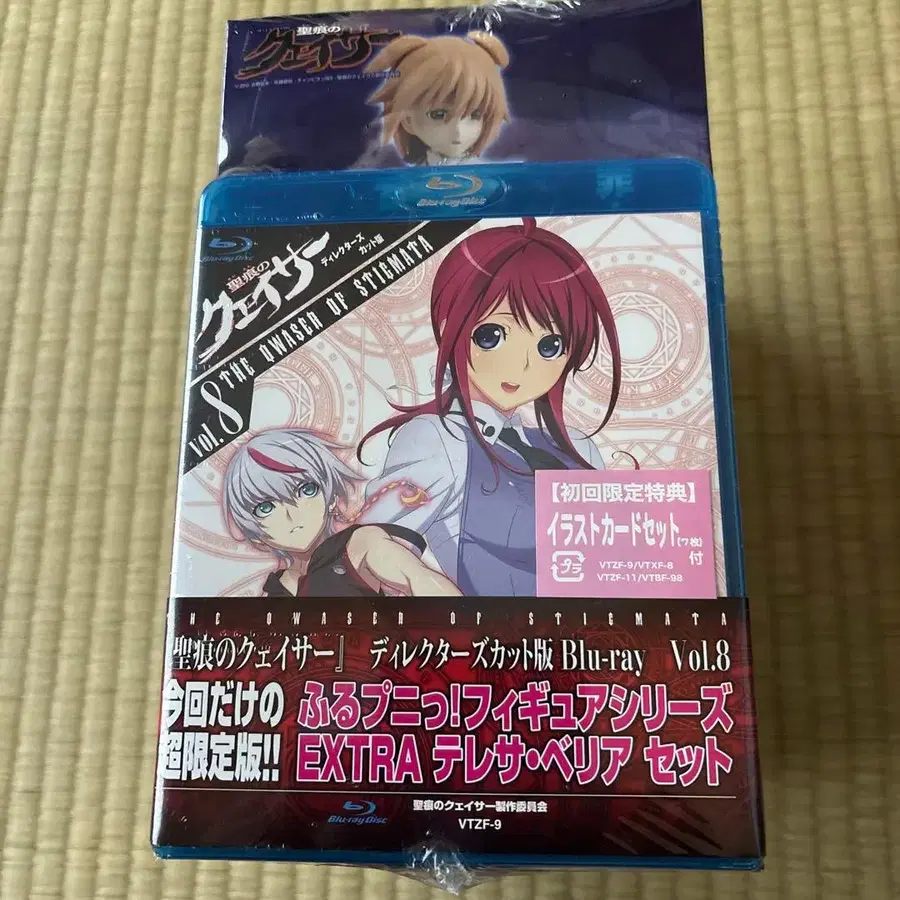 聖痕の
クェイサー
Blu-ray Disc
Blu-ray Disc
聖痕の
クェイサー
ディレクターズ
カット版
THE QWASER OF STIGMATA
vol.8
【初回限定特典】
イラストカードセット[7枚]
付
プラ
VTZF-9/VTXF-8
VTZF-11/VTBF-98
THE QWASER OF STIGMATA
聖痕のクェイサー』 ディレクターズカット版 Blu-ray Vol.8
今回だけの
超限定版!!
ふるプニっ!フィギュアシリーズ
EXTRA テレサ・ベリア セット
Blu-ray Disc
聖痕のクェイサー製作委員会
VTZF-9